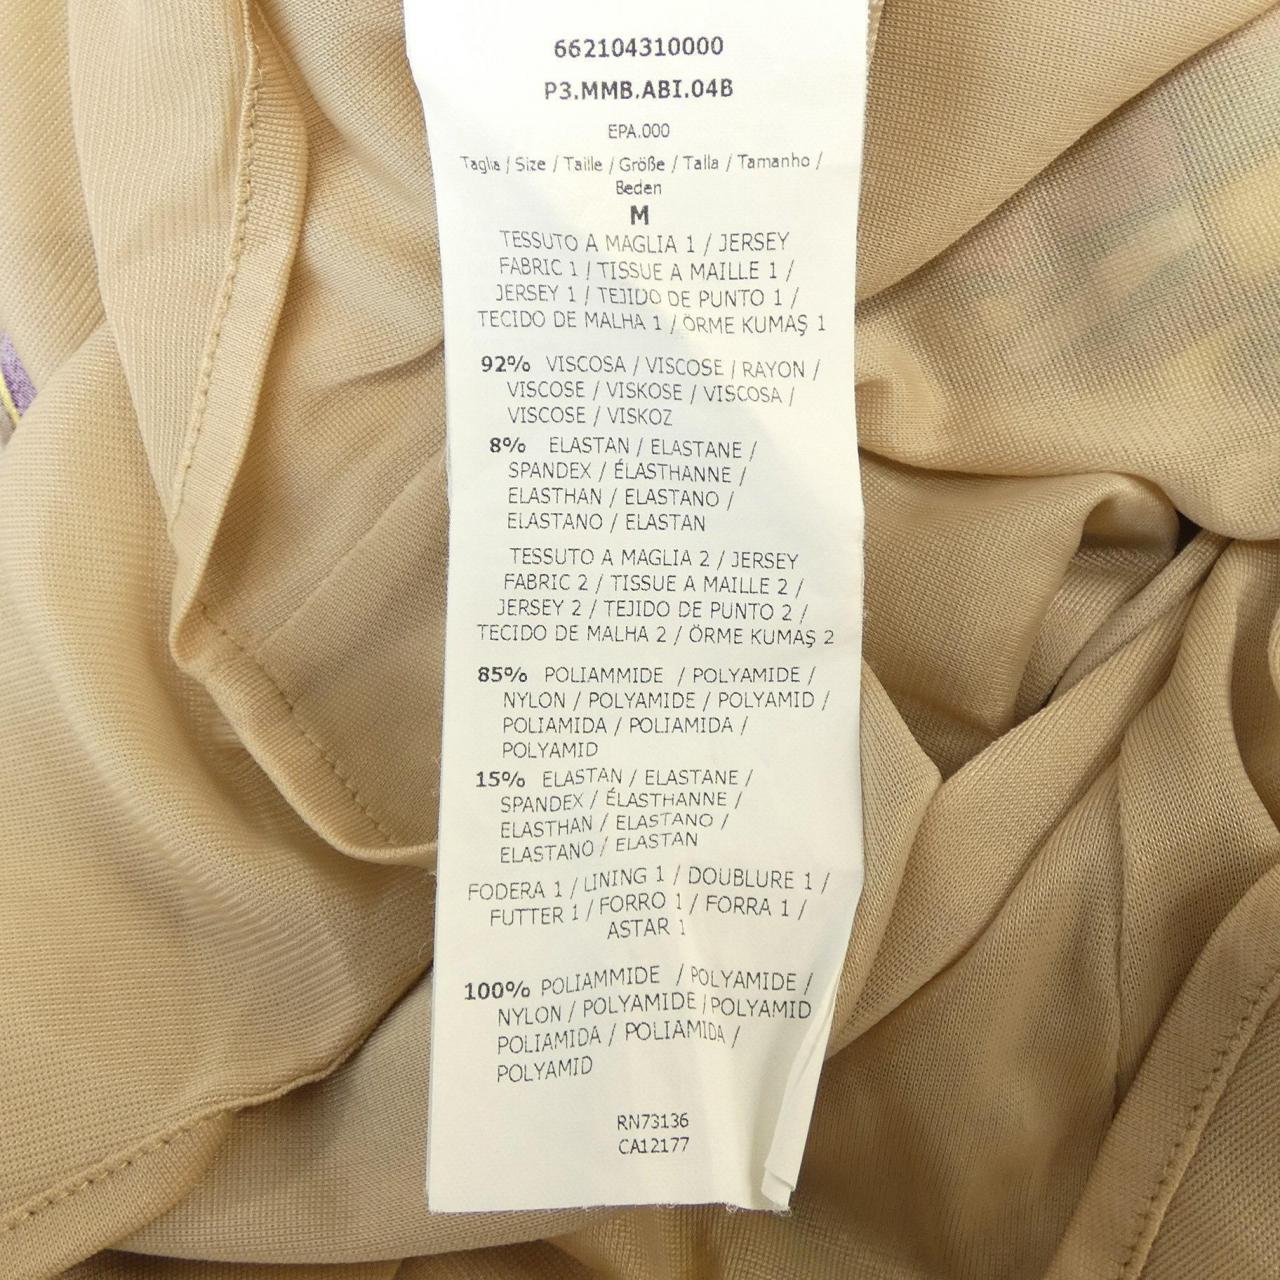 662104310000
P3.MMB.ABI.04B
EPA.000
Taglia / Size / Taille / Größe / Talla / Tamanho /
Beden
M
TESSUTO A MAGLIA 1 / JERSEY
FABRIC 1 / TISSUE A MAILLE 1 /
JERSEY 1 / TEJIDO DE PUNTO 1 /
TECIDO DE MALHA 1 / ÖRME KUMAŞ 1
92% VISCOSA / VISCOSE / RAYON /
VISCOSE / VISKOSE / VISCOSA /
VISCOSE / VISKOZ
8% ELASTAN / ELASTANE /
SPANDEX / ÉLASTHANNE /
ELASTHAN / ELASTANO /
ELASTANO / ELASTAN
TESSUTO A MAGLIA 2 / JERSEY
FABRIC 2 / TISSUE A MAILLE 2 /
JERSEY 2 / TEJIDO DE PUNTO 2 /
TECIDO DE MALHA 2 / ÖRME KUMAŞ 2
85% POLIAMMIDE / POLYAMIDE /
NYLON / POLYAMIDE / POLYAMID /
POLIAMIDA / POLIAMIDA /
POLYAMID
15% ELASTAN / ELASTANE /
SPANDEX / ÉLASTHANNE /
ELASTHAN / ELASTANO /
ELASTANO / ELASTAN
FODERA 1 / LINING 1 / DOUBLURE 1 /
FUTTER 1 / FORRO 1 / FORRA 1 /
ASTAR 1
100% POLIAMMIDE / POLYAMIDE /
NYLON / POLYAMIDE / POLYAMID
POLIAMIDA / POLIAMIDA /
POLYAMID
RN73136
CA12177